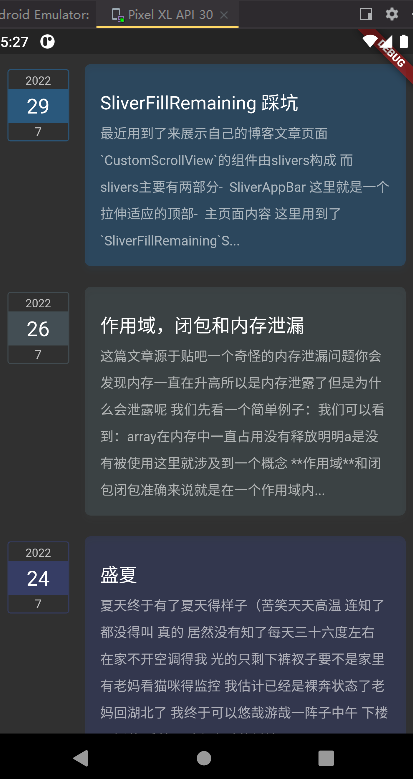 droid Emulator:
Pixel XL API 30
5:27
DEBUG
2022
29
7
SliverFillRemaining 踩坑
最近用到了来展示自己的博客文章页面
`CustomScrollView`的组件由slivers构成 而
slivers主要有两部分- SliverAppBar 这里就是一个
拉伸适应的顶部- 主页面内容 这里用到了
`SliverFillRemaining`S...
2022
26
7
作用域，闭包和内存泄漏
这篇文章源于贴吧一个奇怪的内存泄漏问题你会
发现内存一直在升高所以是内存泄露了但是为什
么会泄露呢 我们先看一个简单例子：我们可以看
到：array在内存中一直占用没有释放明明a是没
有被使用这里就涉及到一个概念 **作用域**和闭
包闭包准确来说就是在一个作用域内...
2022
24
7
盛夏
夏天终于有了夏天得样子（苦笑天天高温 连知了
都没得叫 真的 居然没有知了每天三十六度左右
在家不开空调得我 光的只剩下裤衩子要不是家里
有老妈看猫咪得监控 我估计已经是裸奔状态了老
妈回湖北了 我终于可以悠哉游哉一阵子中午 下楼